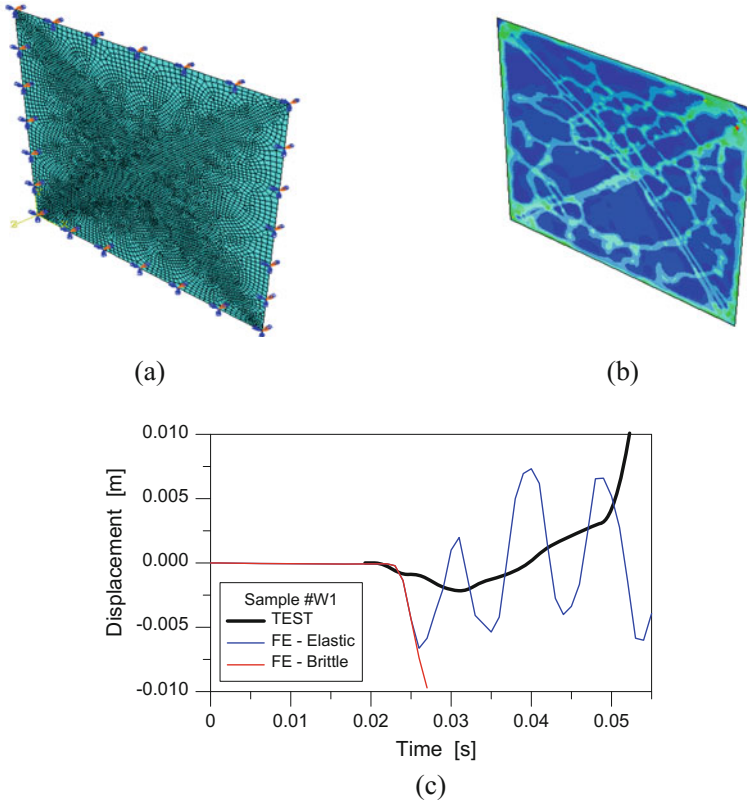 (a)
(b)
0.010
0.005
0.000
-0.005
-0.010
Displacement [m]
Sample #W1
TEST
FE - Elastic
FE - Brittle
0
0.01
0.02
0.03
0.04
0.05
Time [s]
(c)